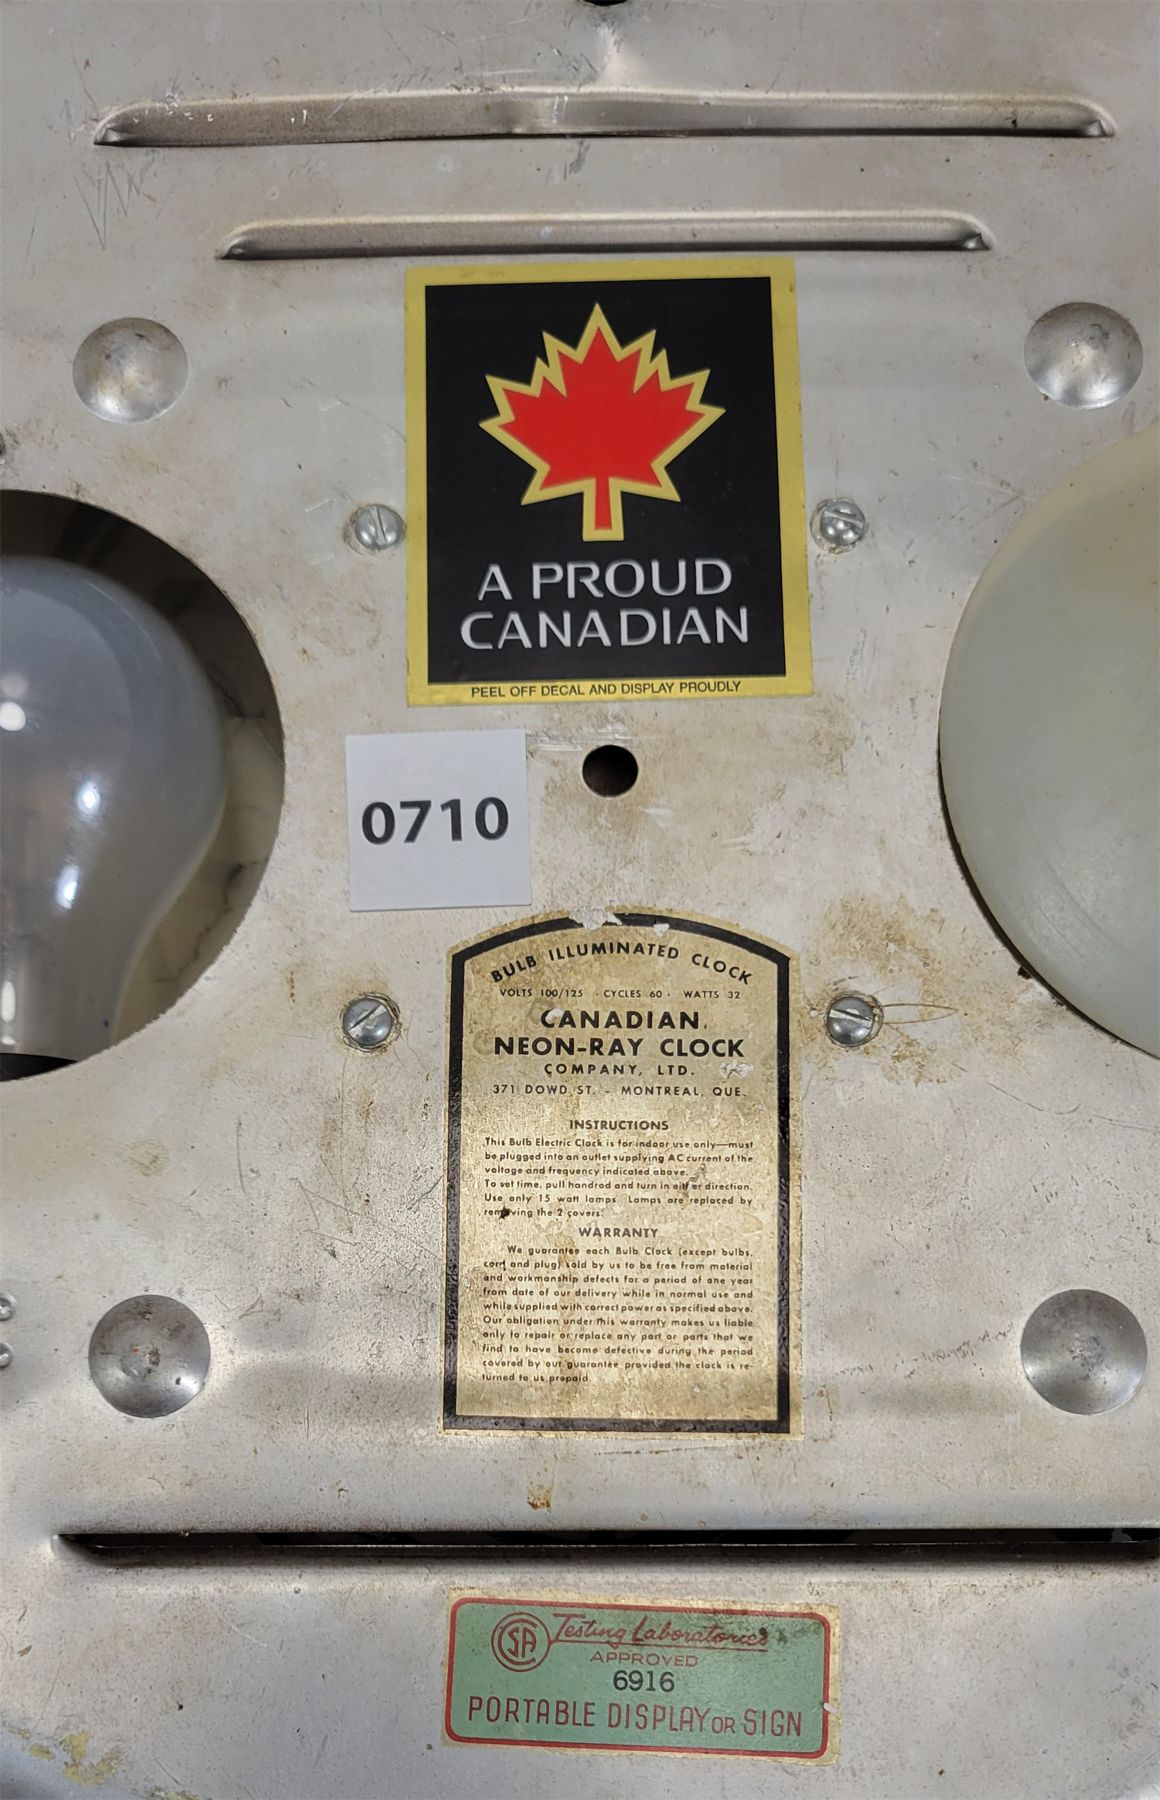 A PROUD
CANADIAN
PEEL OFF DECAL AND DISPLAY PROUDLY
0710
BULB ILLUMINATED CLOCK
VOLTS 100/125 - CYCLES 60 - WATTS 32
CANADIAN
NEON-RAY CLOCK
COMPANY, LTD.
371 DOWD ST. - MONTREAL, QUE.
INSTRUCTIONS
This Bulb Electric Clock is for indoor use only—must
be plugged into an outlet supplying AC current of the
voltage and frequency indicated above.
To set time, pull handrod and turn in either direction.
Use only 15 watt lamps Lamps are replaced by
removing the 2 covers.
WARRANTY
We guarantee each Bulb Clock (except bulbs,
cord and plug) sold by us to be free from material
and workmanship defects for a period of one year
from date of our delivery while in normal use and
while supplied with correct power as specified above.
Our obligation under this warranty makes us liable
only to repair or replace any part or parts that we
find to have become defective during the period
covered by our guarantee provided the clock is re-
turned to us prepaid.
CSA Testing Laboratories
APPROVED
6916
PORTABLE DISPLAY OR SIGN